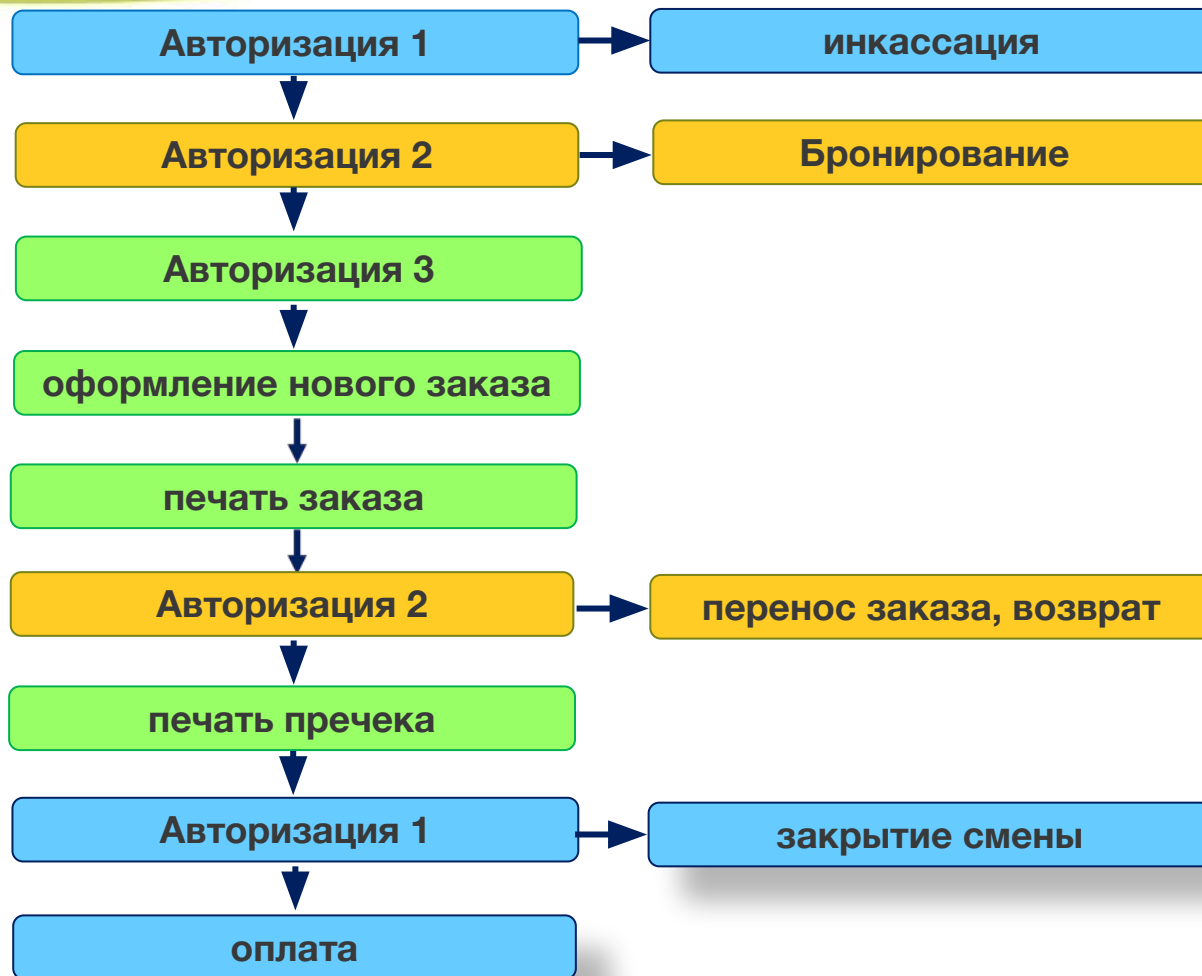 Авторизация 1
инкассация
Авторизация 2
Бронирование
Авторизация 3
оформление нового заказа
печать заказа
Авторизация 2
перенос заказа, возврат
печать пречека
Авторизация 1
закрытие смены
оплата